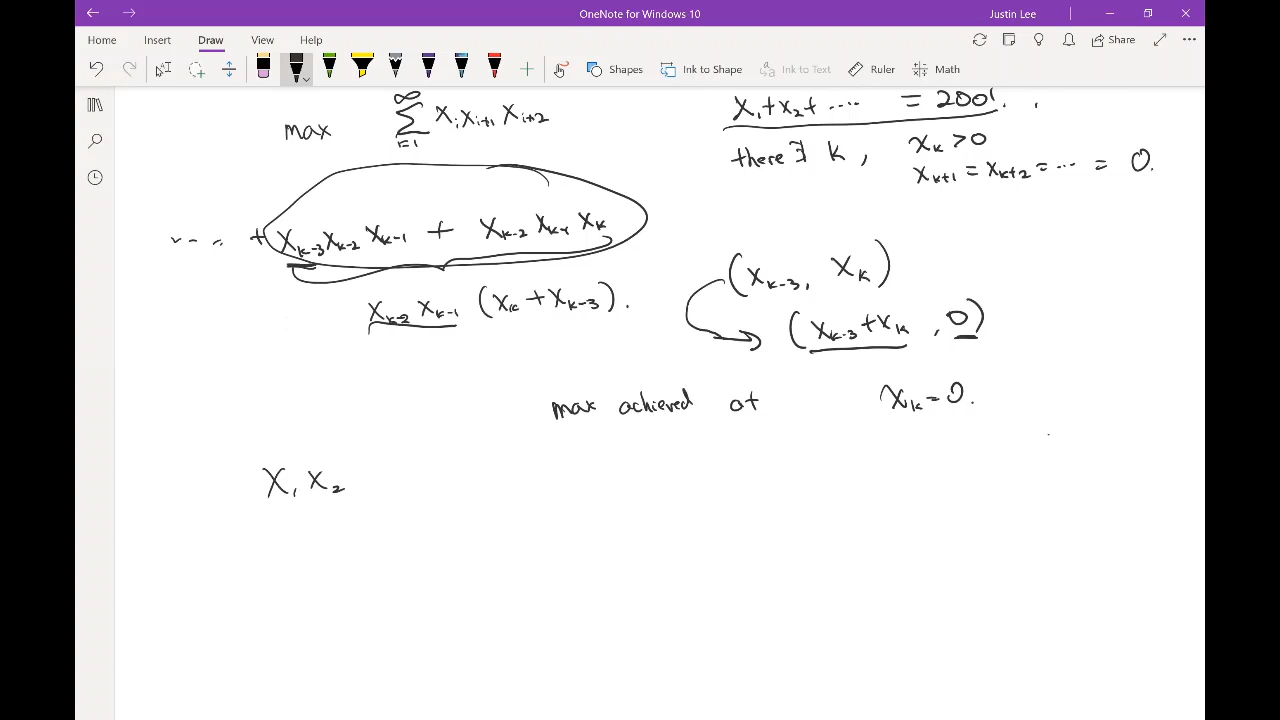 OneNote for Windows 10
Justin Lee
Home Insert Draw View Help
Share
Shapes Ink to Shape Ink to Text Ruler Math
max ∑_{i=1}^{∞} x_i x_{i+1} x_{i+2}
x_1+x_2+ ···· = 2001.
there ∃ k , x_k > 0
x_{k+1} = x_{k+2} = ··· = 0.
+ x_{k-3} x_{k-2} x_{k-1} + x_{k-2} x_{k-1} x_k
(x_{k-3}, x_k)
x_{k-2} x_{k-1} (x_k + x_{k-3}).
(x_{k-3}+x_k , 0)
max achieved at x_k = 0.
x_1 x_2